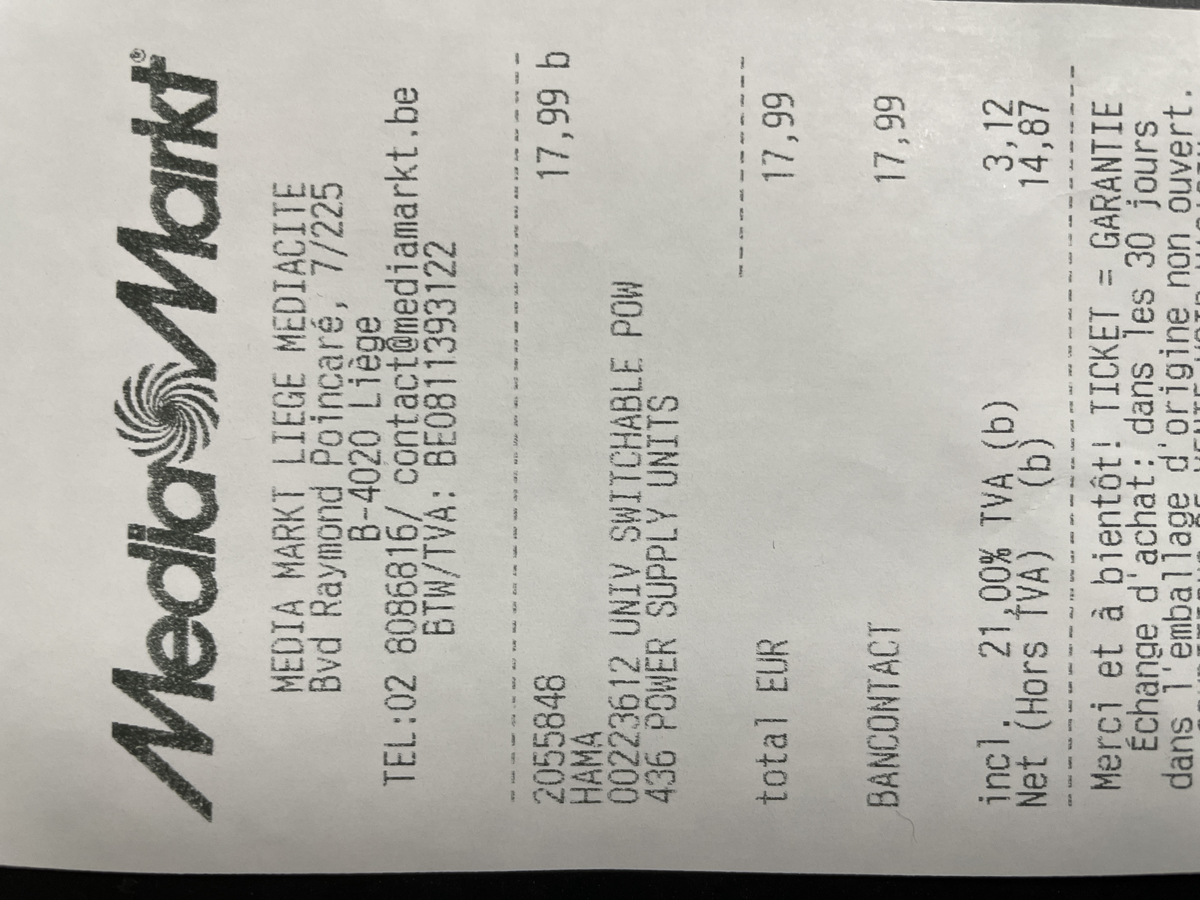 Media Markt®
MEDIA MARKT LIEGE MEDIACITE
Bvd Raymond Poincaré, 7/225
B-4020 Liège
TEL:02 8086816/ contact@mediamarkt.be
BTW/TVA: BE0811393122
2055848 17,99 b
HAMA
00223612 UNIV SWITCHABLE POW
436 POWER SUPPLY UNITS
total EUR 17,99
BANCONTACT 17,99
incl. 21,00% TVA (b) 3,12
Net (Hors TVA) (b) 14,87
Merci et à bientôt! TICKET = GARANTIE
Échange d'achat: dans les 30 jours
dans l'emballage d'origine non ouvert.